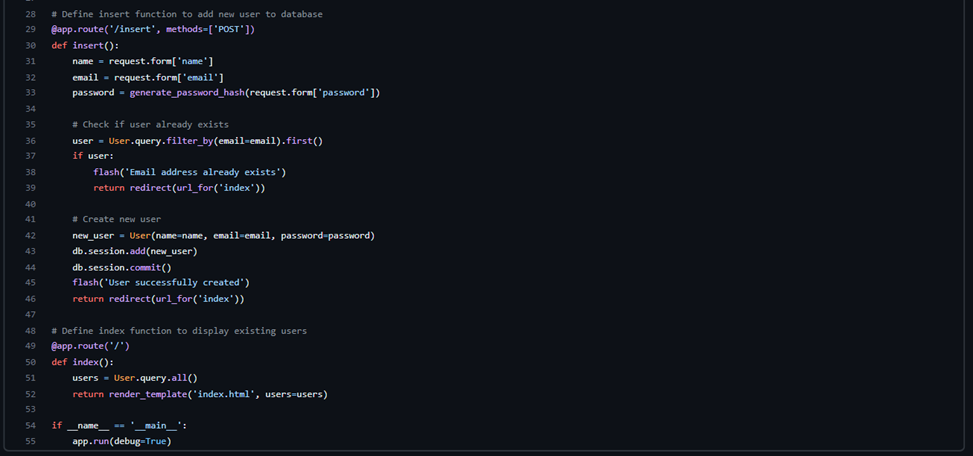 28 # Define insert function to add new user to database
29 @app.route('/insert', methods=['POST'])
30 def insert():
31     name = request.form['name']
32     email = request.form['email']
33     password = generate_password_hash(request.form['password'])
34
35     # Check if user already exists
36     user = User.query.filter_by(email=email).first()
37     if user:
38         flash('Email address already exists')
39         return redirect(url_for('index'))
40
41     # Create new user
42     new_user = User(name=name, email=email, password=password)
43     db.session.add(new_user)
44     db.session.commit()
45     flash('User successfully created')
46     return redirect(url_for('index'))
47
48 # Define index function to display existing users
49 @app.route('/')
50 def index():
51     users = User.query.all()
52     return render_template('index.html', users=users)
53
54 if __name__ == '__main__':
55     app.run(debug=True)